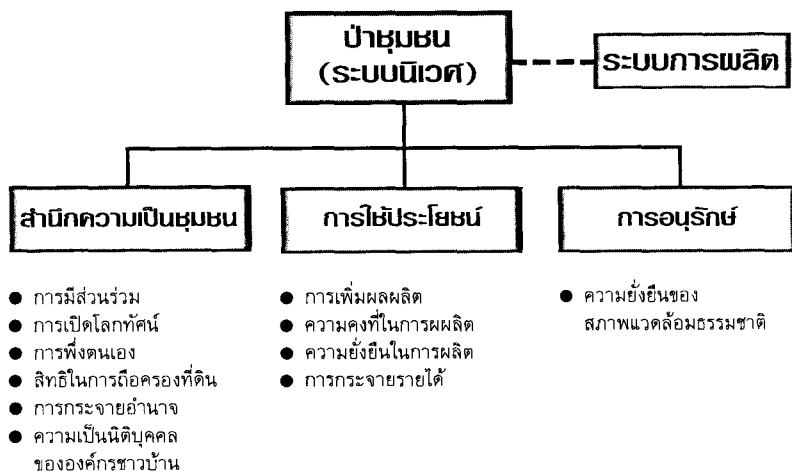 ป่าชุมชน
(ระบบนิเวศ)
ระบบการผลิต
สำนึกความเป็นชุมชน
● การมีส่วนร่วม
● การเปิดโลกทัศน์
● การพึ่งตนเอง
● สิทธิในการถือครองที่ดิน
● การกระจายอำนาจ
● ความเป็นนิติบุคคล
ขององค์กรชาวบ้าน
การใช้ประโยชน์
● การเพิ่มผลผลิต
● ความคงที่ในการผผลิต
● ความยั่งยืนในการผลิต
● การกระจายรายได้
การอนุรักษ์
● ความยั่งยืนของ
สภาพแวดล้อมธรรมชาติ